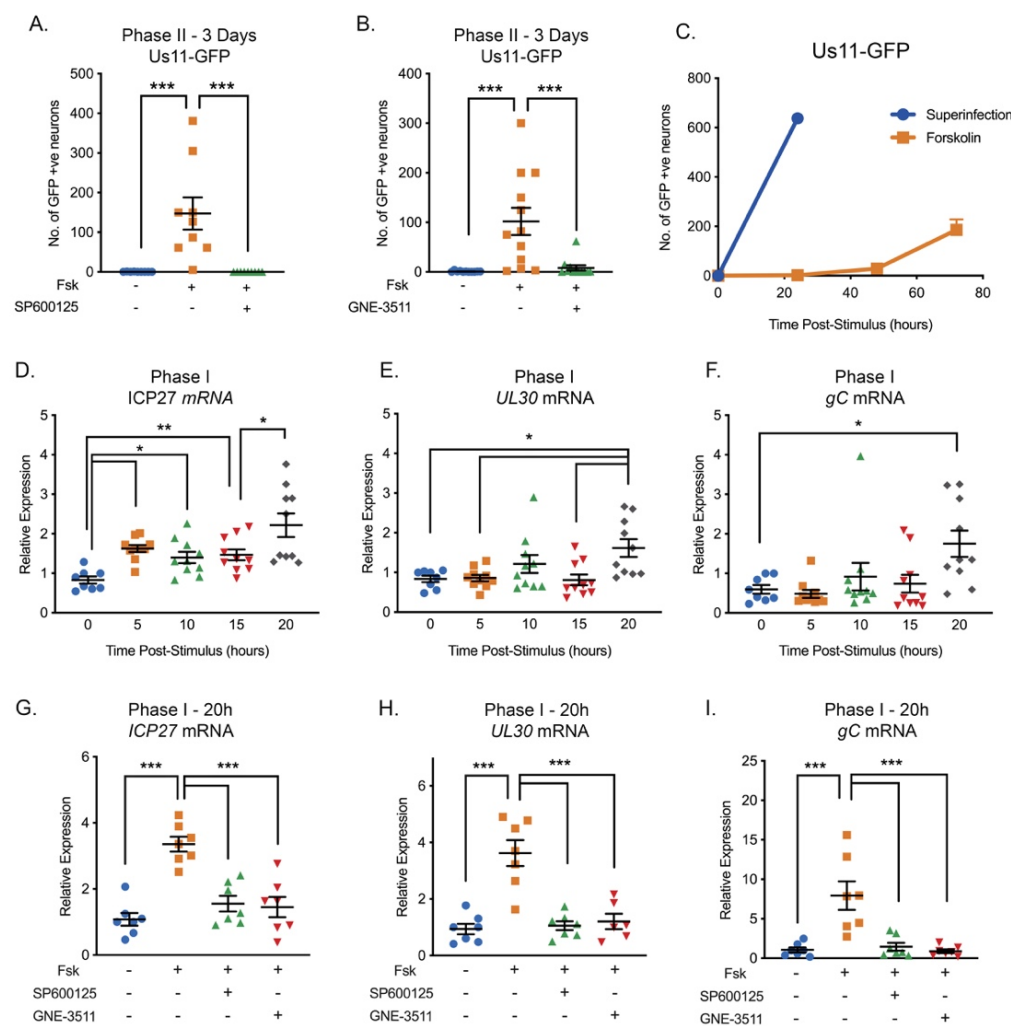 A.
Phase II - 3 Days
Us11-GFP
No. of GFP +ve neurons
500
400
300
200
100
0
*** ***
Fsk - + +
SP600125 - - +
B.
Phase II - 3 Days
Us11-GFP
No. of GFP +ve neurons
400
300
200
100
0
*** ***
Fsk - + +
GNE-3511 - - +
C.
Us11-GFP
No. of GFP +ve neurons
800
600
400
200
0
0 20 40 60 80
Time Post-Stimulus (hours)
Superinfection
Forskolin
D.
Phase I
ICP27 mRNA
Relative Expression
5
4
3
2
1
0
** *
*
0 5 10 15 20
Time Post-Stimulus (hours)
E.
Phase I
UL30 mRNA
Relative Expression
5
4
3
2
1
0
*
0 5 10 15 20
Time Post-Stimulus (hours)
F.
Phase I
gC mRNA
Relative Expression
5
4
3
2
1
0
*
0 5 10 15 20
Time Post-Stimulus (hours)
G.
Phase I - 20h
ICP27 mRNA
Relative Expression
6
4
2
0
*** ***
Fsk - + + +
SP600125 - - + -
GNE-3511 - - - +
H.
Phase I - 20h
UL30 mRNA
Relative Expression
6
4
2
0
*** ***
Fsk - + + +
SP600125 - - + -
GNE-3511 - - - +
I.
Phase I - 20h
gC mRNA
Relative Expression
25
20
15
10
5
0
*** ***
Fsk - + + +
SP600125 - - + -
GNE-3511 - - - +